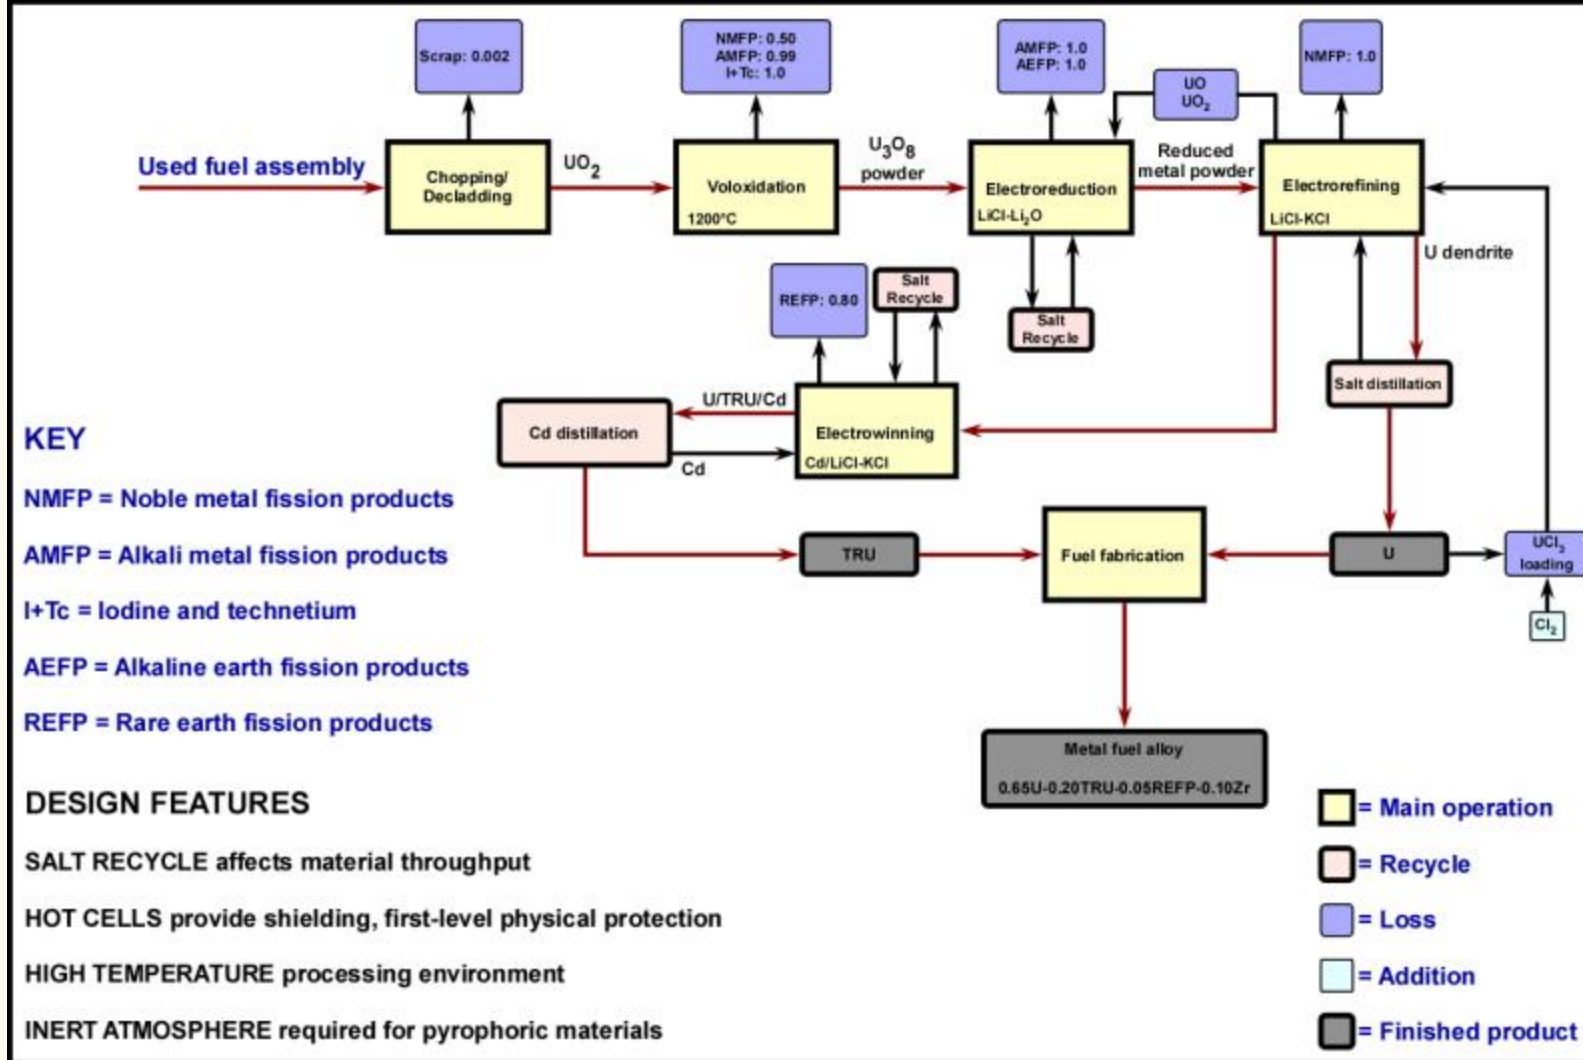 Scrap: 0.002
NMFP: 0.50
AMFP: 0.99
I+Tc: 1.0
AMFP: 1.0
AEFP: 1.0
UO
UO₂
NMFP: 1.0
Used fuel assembly
Chopping/
Decladding
UO₂
Voloxidation
1200°C
U₃O₈
powder
Electroreduction
LiCl-Li₂O
Reduced
metal powder
Electrorefining
LiCl-KCl
U dendrite
REFP: 0.80
Salt
Recycle
Salt
Recycle
Salt distillation
Cd distillation
U/TRU/Cd
Cd
Electrowinning
Cd/LiCl-KCl
TRU
Fuel fabrication
U
UCl₃
loading
Cl₂
Metal fuel alloy
0.65U-0.20TRU-0.05REFP-0.10Zr
KEY
NMFP = Noble metal fission products
AMFP = Alkali metal fission products
I+Tc = Iodine and technetium
AEFP = Alkaline earth fission products
REFP = Rare earth fission products
DESIGN FEATURES
SALT RECYCLE affects material throughput
HOT CELLS provide shielding, first-level physical protection
HIGH TEMPERATURE processing environment
INERT ATMOSPHERE required for pyrophoric materials
= Main operation
= Recycle
= Loss
= Addition
= Finished product